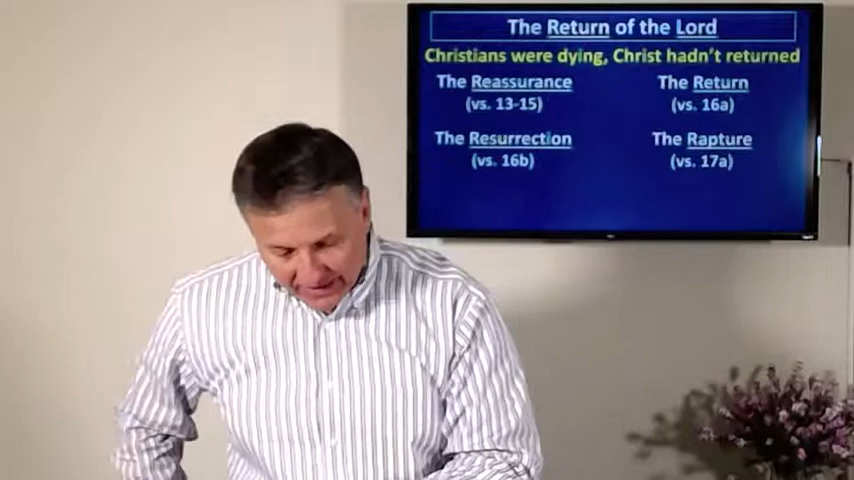 The Return of the Lord
Christians were dying, Christ hadn't returned
The Reassurance
(vs. 13-15)
The Return
(vs. 16a)
The Resurrection
(vs. 16b)
The Rapture
(vs. 17a)